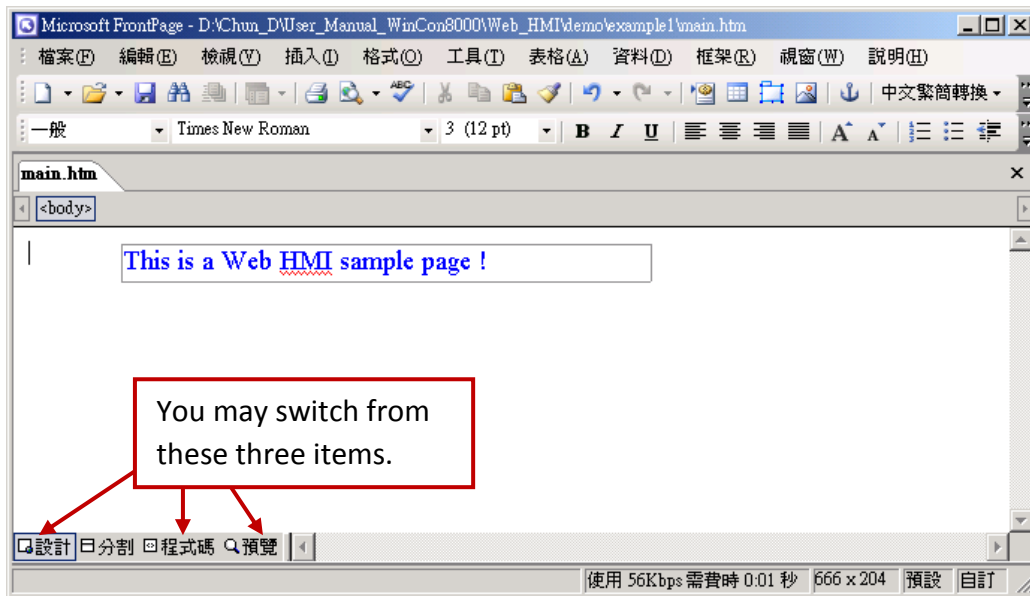 Microsoft FrontPage - D:\Chun_D\User_Manual_WinCon8000\Web_HMI\demo\example1\main.htm
檔案(F) 編輯(E) 檢視(V) 插入(I) 格式(O) 工具(T) 表格(A) 資料(D) 框架(R) 視窗(W) 說明(H)
ABC 中文繁簡轉換
一般 Times New Roman 3 (12 pt) B I U A A
main.htm
<body>
This is a Web HMI sample page !
You may switch from
these three items.
設計 分割 程式碼 預覽
使用 56Kbps 需費時 0:01 秒 666 x 204 預設 自訂